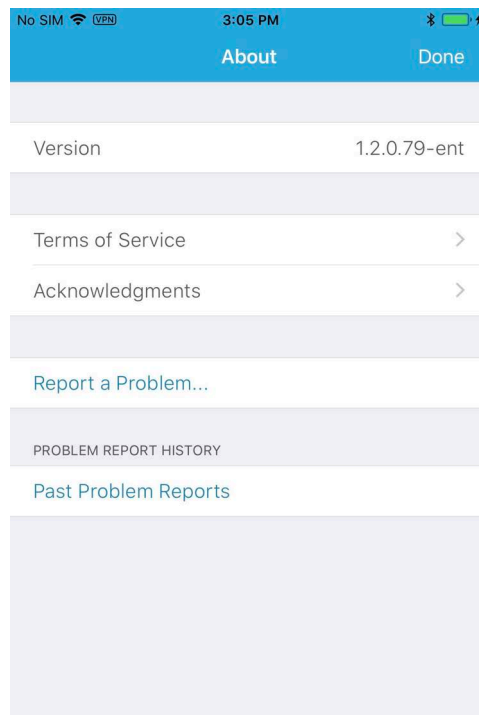 No SIM VPN 3:05 PM
About Done
Version 1.2.0.79-ent
Terms of Service
Acknowledgments
Report a Problem...
PROBLEM REPORT HISTORY
Past Problem Reports